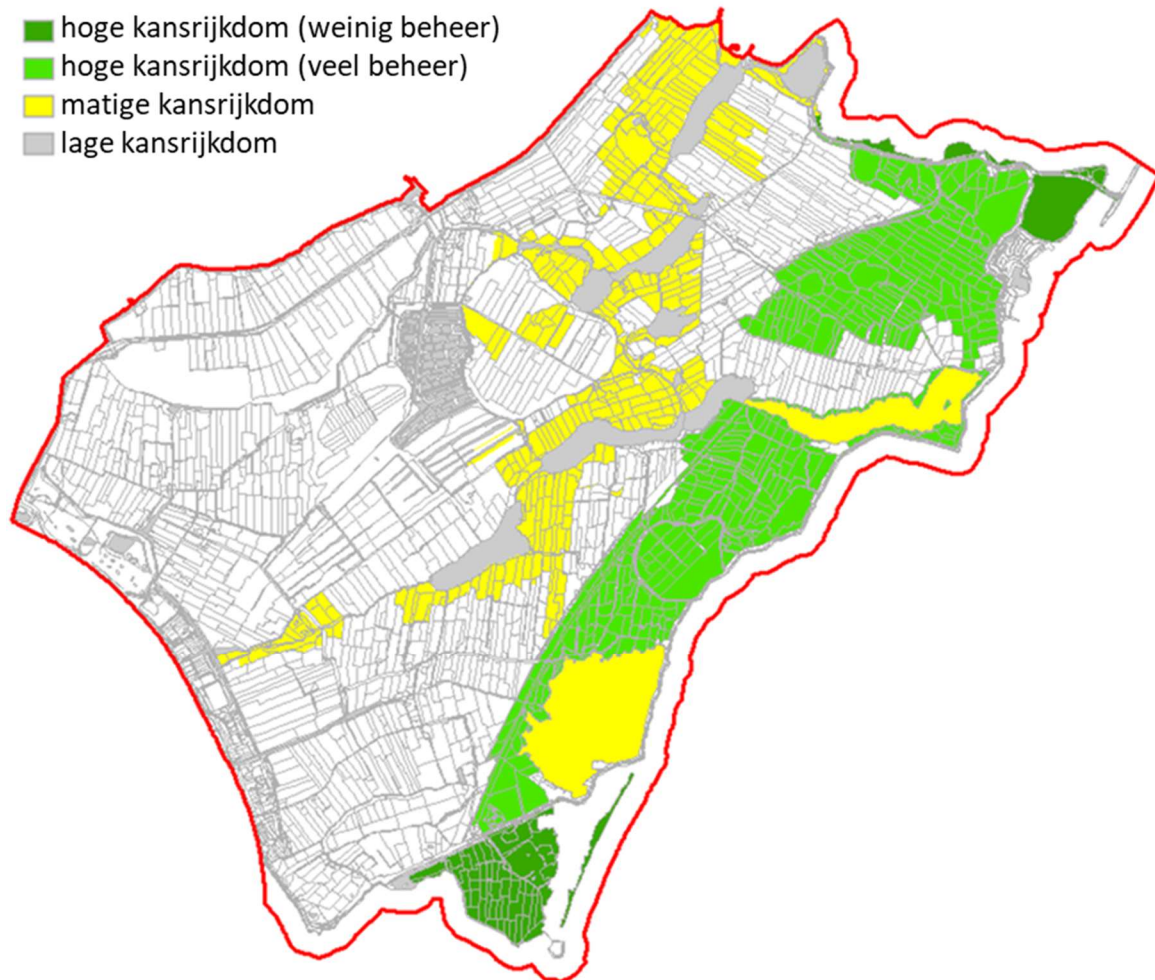 hoge kansrijkdom (weinig beheer)
hoge kansrijkdom (veel beheer)
matige kansrijkdom
lage kansrijkdom